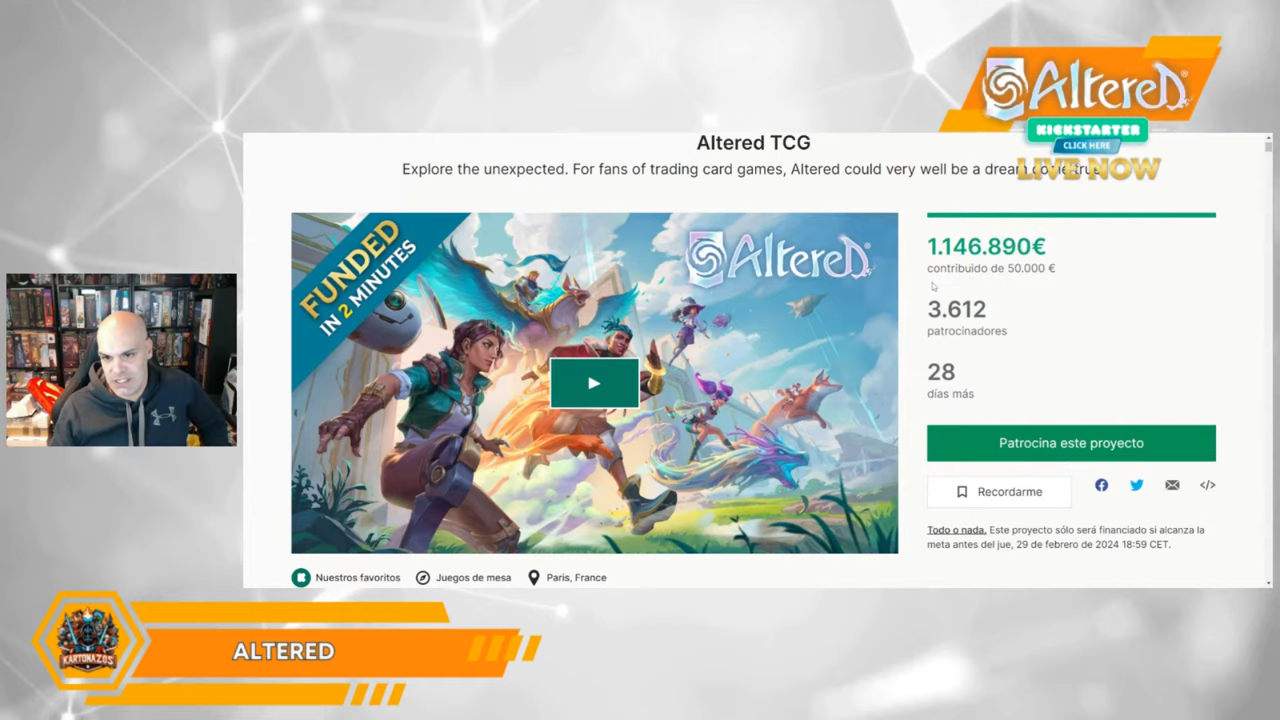 Altered
KICKSTARTER
CLICK HERE
LIVE NOW
Altered TCG
Explore the unexpected. For fans of trading card games, Altered could very well be a dream come true.
FUNDED
IN 2 MINUTES
Altered
1.146.890€
contribuido de 50.000 €
3.612
patrocinadores
28
días más
Patrocina este proyecto
Recordarme
Todo o nada. Este proyecto sólo será financiado si alcanza la
meta antes del jue, 29 de febrero de 2024 18:59 CET.
Nuestros favoritos
Juegos de mesa
Paris, France
KARTONAZOS
ALTERED